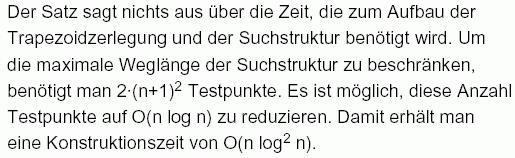 Der Satz sagt nichts aus über die Zeit, die zum Aufbau der
Trapezoidzerlegung und der Suchstruktur benötigt wird. Um
die maximale Weglänge der Suchstruktur zu beschränken,
benötigt man 2·(n+1)² Testpunkte. Es ist möglich, diese Anzahl
Testpunkte auf O(n log n) zu reduzieren. Damit erhält man
eine Konstruktionszeit von O(n log² n).